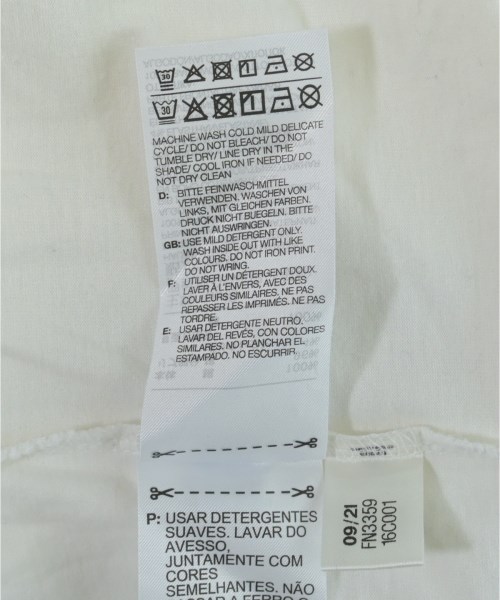 30
30
MACHINE WASH COLD MILD DELICATE
CYCLE/ DO NOT BLEACH/ DO NOT
TUMBLE DRY/ LINE DRY IN THE
SHADE/ COOL IRON IF NEEDED/ DO
NOT DRY CLEAN
D: BITTE FEINWASCHMITTEL
VERWENDEN. WASCHEN VON
LINKS, MIT GLEICHEN FARBEN.
DRUCK NICHT BUEGELN. BITTE
NICHT AUSWRINGEN.
GB: USE MILD DETERGENT ONLY.
WASH INSIDE OUT WITH LIKE
COLOURS. DO NOT IRON PRINT.
DO NOT WRING.
F: UTILISER UN DÉTERGENT DOUX.
LAVER À L'ENVERS, AVEC DES
COULEURS SIMILAIRES. NE PAS
REPASSER LES IMPRIMÉS. NE PAS
TORDRE.
E: USAR DETERGENTE NEUTRO.
LAVAR DEL REVÉS, CON COLORES
SIMILARES. NO PLANCHAR EL
ESTAMPADO. NO ESCURRIR.
P: USAR DETERGENTES
SUAVES. LAVAR DO
AVESSO,
JUNTAMENTE COM
CORES
SEMELHANTES. NÃO
PASSAR A FERRO O
09/21
FN3359
16C001